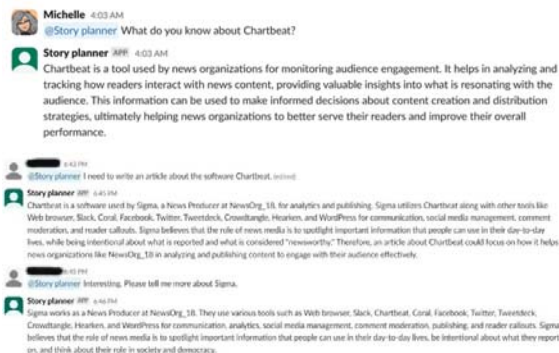 Michelle 4:03 AM
@Story planner What do you know about Chartbeat?
Story planner APP 4:03 AM
Chartbeat is a tool used by news organizations for monitoring audience engagement. It helps in analyzing and
tracking how readers interact with news content, providing valuable insights into what is resonating with the
audience. This information can be used to make informed decisions about content creation and distribution
strategies, ultimately helping news organizations to better serve their readers and improve their overall
performance.
@Story planner I need to write an article about the software Chartbeat. (edited)
Story planner APP 6:45 PM
Chartbeat is a software used by Sigma, a News Producer at NewsOrg_18, for analytics and publishing. Sigma utilizes Chartbeat along with other tools like
Web browser, Slack, Coral, Facebook, Twitter, Tweetdeck, Crowdtangle, Hearken, and WordPress for communication, social media management, comment
moderation, and reader callouts. Sigma believes that the role of news media is to spotlight important information that people can use in their day-to-day
lives, while being intentional about what is reported and what is considered "newsworthy." Therefore, an article about Chartbeat could focus on how it helps
news organizations like NewsOrg_18 in analyzing and publishing content to engage with their audience effectively.
6:45 PM
@Story planner Interesting. Please tell me more about Sigma.
Story planner APP 6:46 PM
Sigma works as a News Producer at NewsOrg_18. They use various tools such as Web browser, Slack, Chartbeat, Coral, Facebook, Twitter, Tweetdeck,
Crowdtangle, Hearken, and WordPress for communication, analytics, social media management, comment moderation, publishing, and reader callouts. Sigma
believes that the role of news media is to spotlight important information that people can use in their day-to-day lives, be intentional about what they report
on, and think about their role in society and democracy.